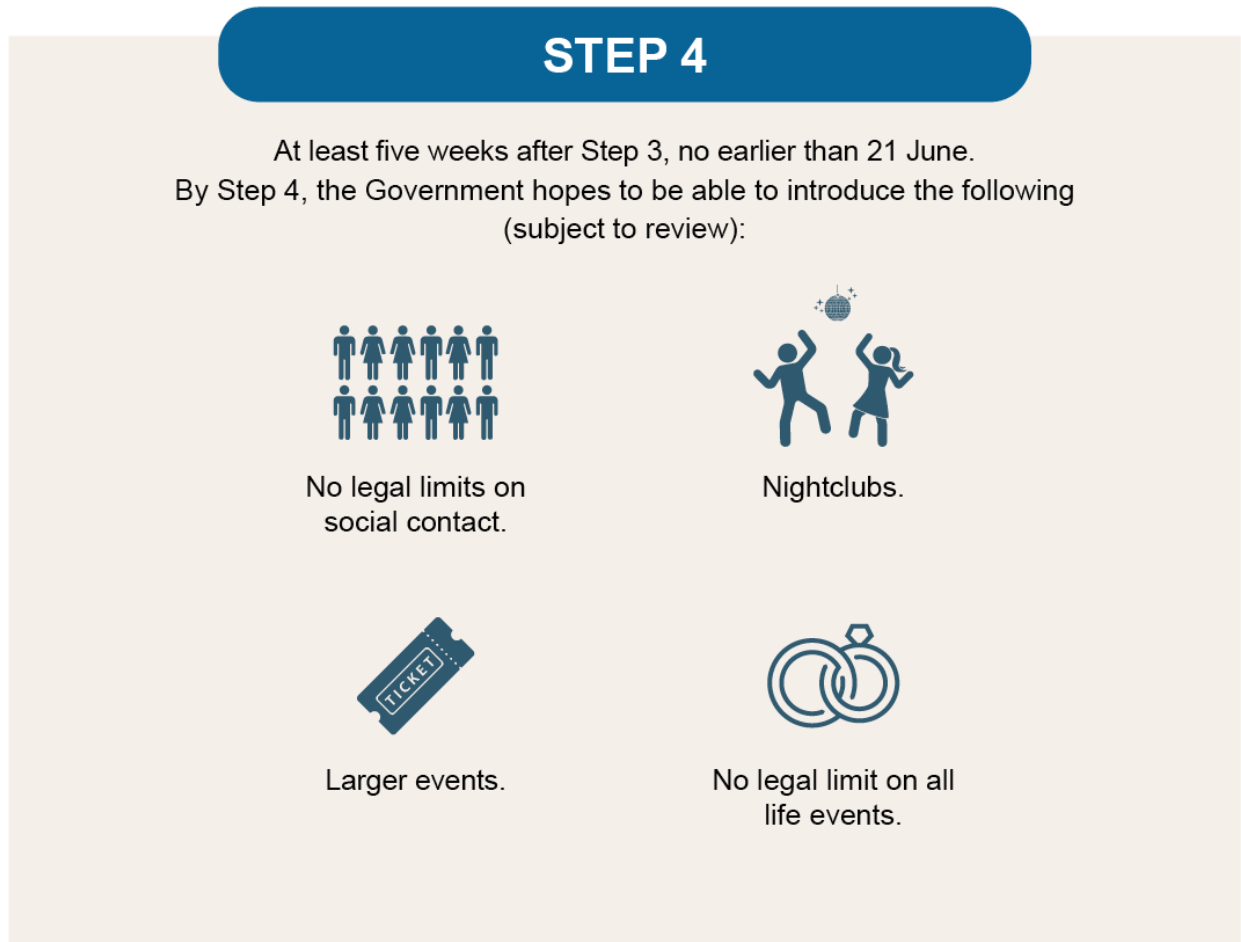 STEP 4
At least five weeks after Step 3, no earlier than 21 June.
By Step 4, the Government hopes to be able to introduce the following
(subject to review):
No legal limits on
social contact.
Nightclubs.
TICKET
Larger events.
No legal limit on all
life events.